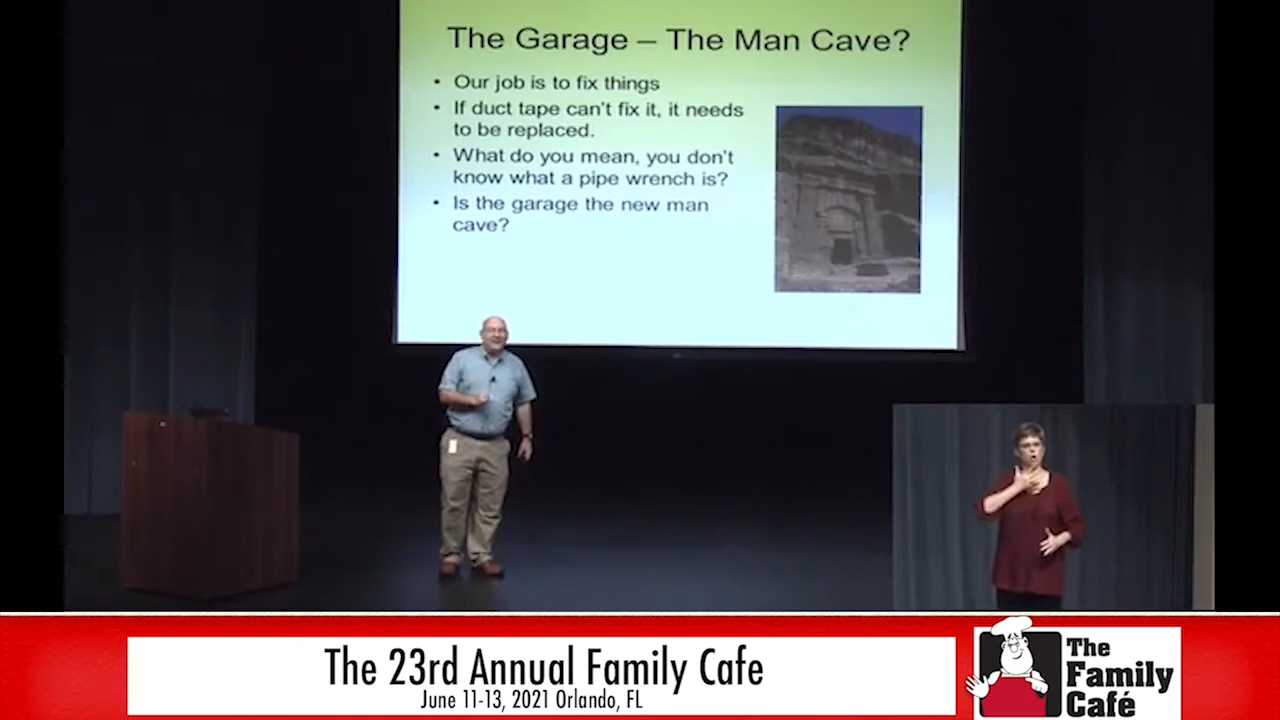 The Garage – The Man Cave?
• Our job is to fix things
• If duct tape can't fix it, it needs
to be replaced.
• What do you mean, you don't
know what a pipe wrench is?
• Is the garage the new man
cave?
The 23rd Annual Family Cafe
June 11-13, 2021 Orlando, FL
The
Family
Café